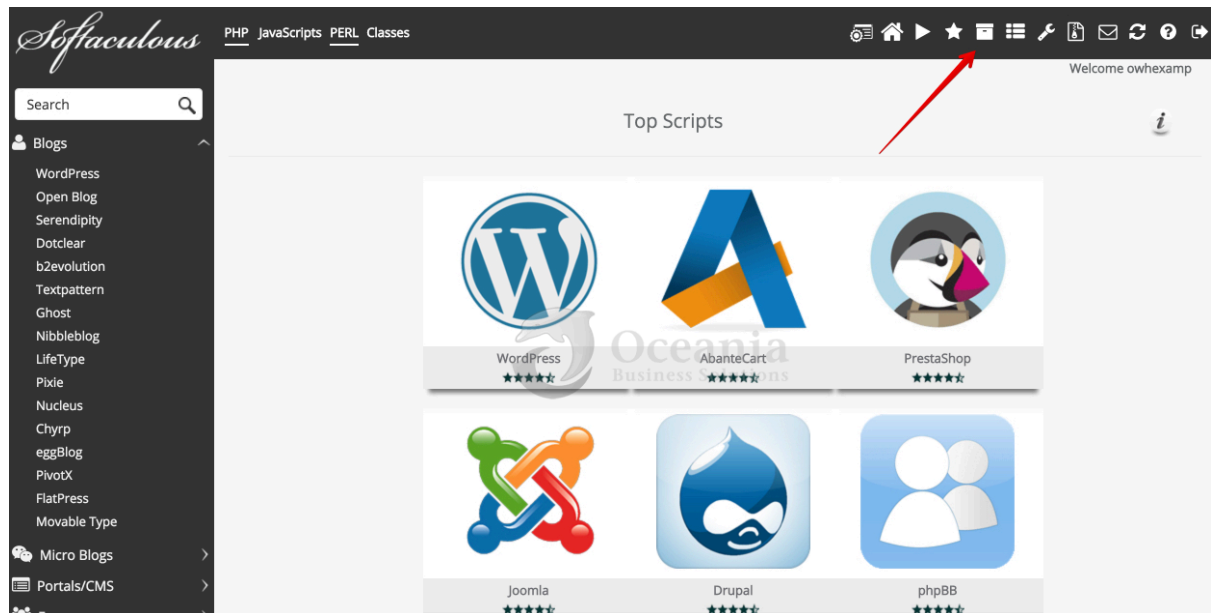 Softaculous
PHP JavaScripts PERL Classes
Welcome owhexamp
Search
Blogs
WordPress
Open Blog
Serendipity
Dotclear
b2evolution
Textpattern
Ghost
Nibbleblog
LifeType
Pixie
Nucleus
Chyrp
eggBlog
PivotX
FlatPress
Movable Type
Micro Blogs
Portals/CMS
Top Scripts
i
WordPress
AbanteCart
PrestaShop
Oceania
Business Solutions
Joomla
Drupal
phpBB